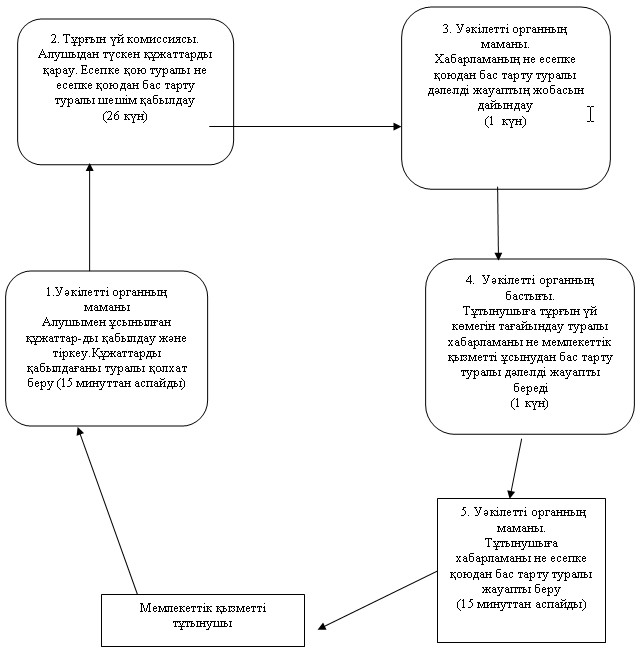 2. Тұрғын үй комиссиясы.
Алушыдан түскен құжаттарды
қарау. Есепке қою туралы не
есепке қоюдан бас тарту
туралы шешім қабылдау
(26 күн)
3. Уәкілетті органның
маманы.
Хабарламаның не есепке
қоюдан бас тарту туралы
дәлелді жауаптың жобасын
дайындау
(1 күн)
1.Уәкілетті органның
маманы
Алушымен ұсынылған
құжаттар-ды қабылдау және
тіркеу.Құжаттарды
қабылдағаны туралы қолхат
беру (15 минуттан аспайды)
4. Уәкілетті органның
бастығы.
Тұтынушыға тұрғын үй
көмегін тағайындау туралы
хабарламаны не мемлекеттік
қызметті ұсынудан бас тарту
туралы дәлелді жауапты
береді
(1 күн)
5. Уәкілетті органның
маманы.
Тұтынушыға
хабарламаны не есепке
қоюдан бас тарту туралы
жауапты беру
(15 минуттан аспайды)
Мемлекеттік қызметті
тұтынушы